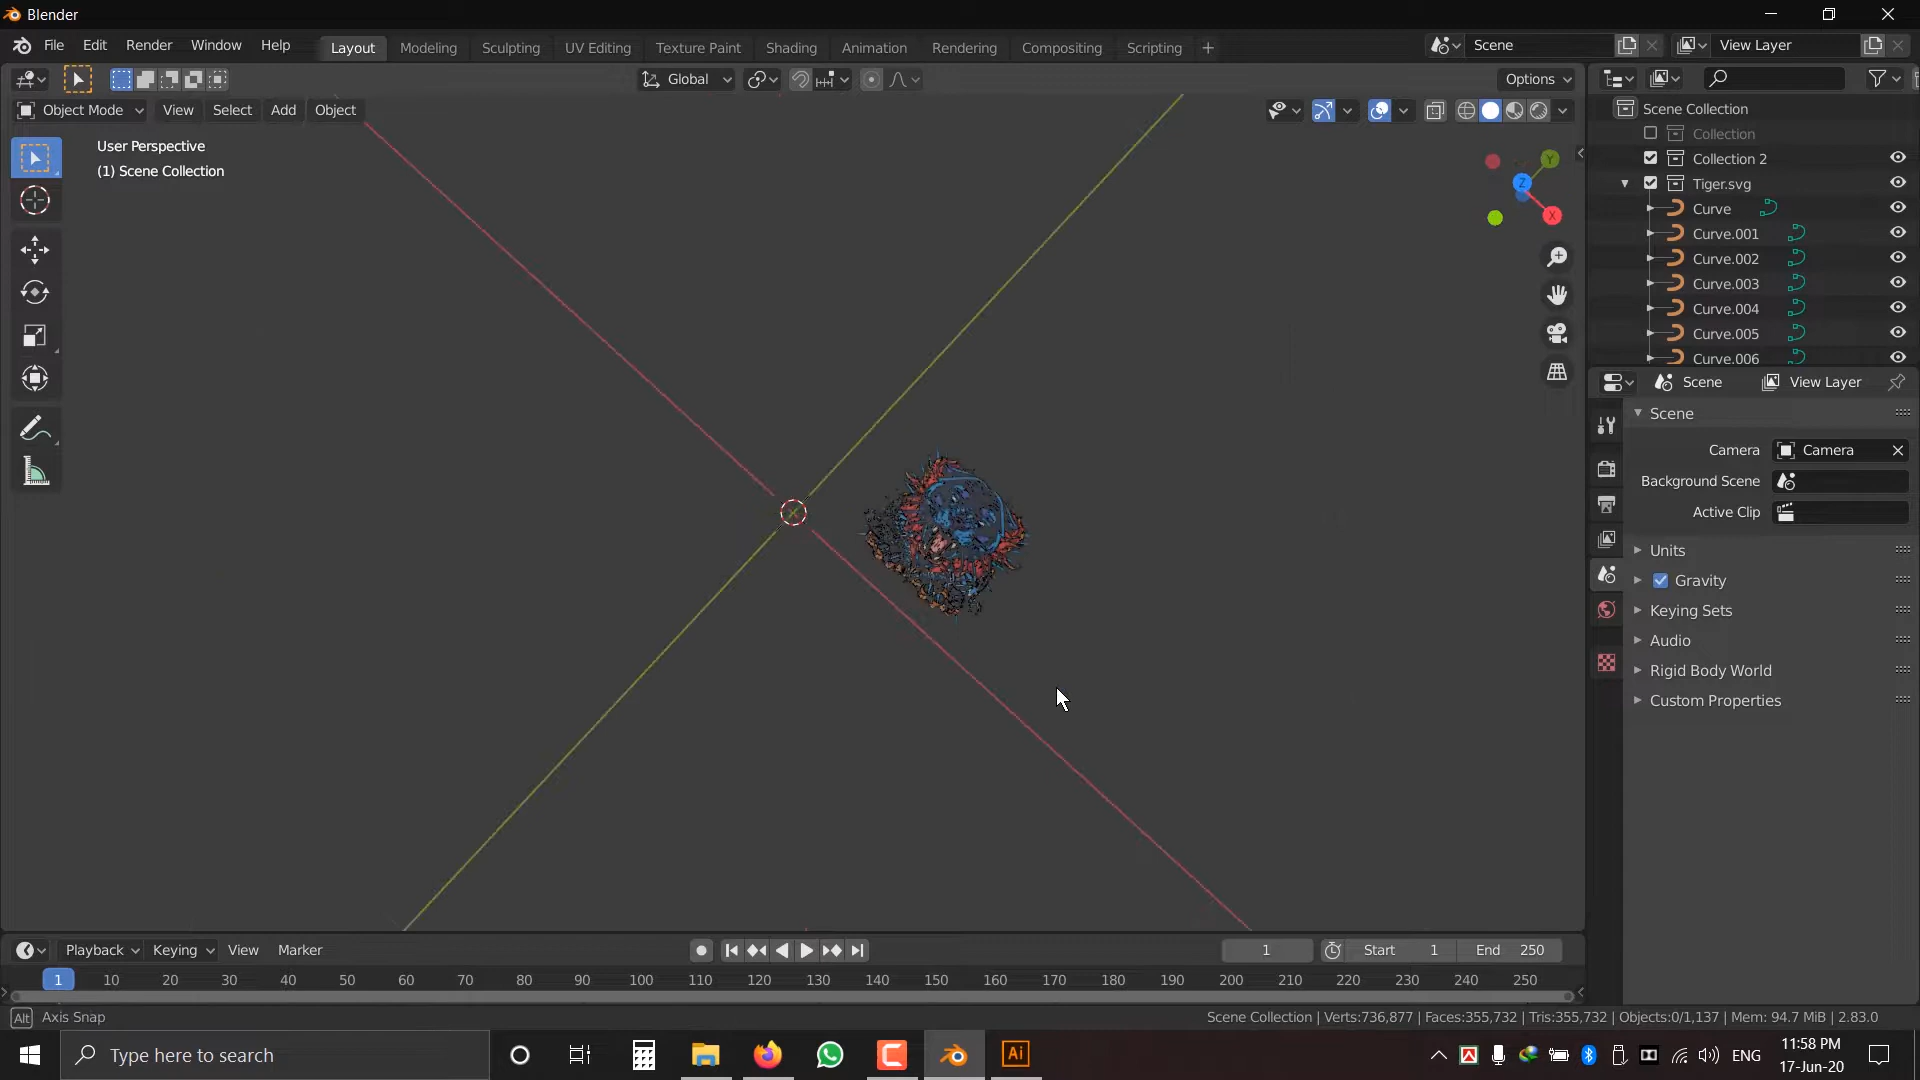 Blender
File Edit Render Window Help Layout Modeling Sculpting UV Editing Texture Paint Shading Animation Rendering Compositing Scripting + Scene View Layer
Global Options
Object Mode View Select Add Object
User Perspective
(1) Scene Collection
Y
Z
X
Scene Collection
Collection
Collection 2
Tiger.svg
Curve
Curve.001
Curve.002
Curve.003
Curve.004
Curve.005
Curve.006
Scene View Layer
Scene
Camera Camera
Background Scene
Active Clip
Units
Gravity
Keying Sets
Audio
Rigid Body World
Custom Properties
Playback Keying View Marker 1 Start 1 End 250
1 10 20 30 40 50 60 70 80 90 100 110 120 130 140 150 160 170 180 190 200 210 220 230 240 250
Alt Axis Snap
Scene Collection | Verts:736,877 | Faces:355,732 | Tris:355,732 | Objects:0/1,137 | Mem: 94.7 MiB | 2.83.0
Type here to search
Ai
ENG
11:58 PM
17-Jun-20